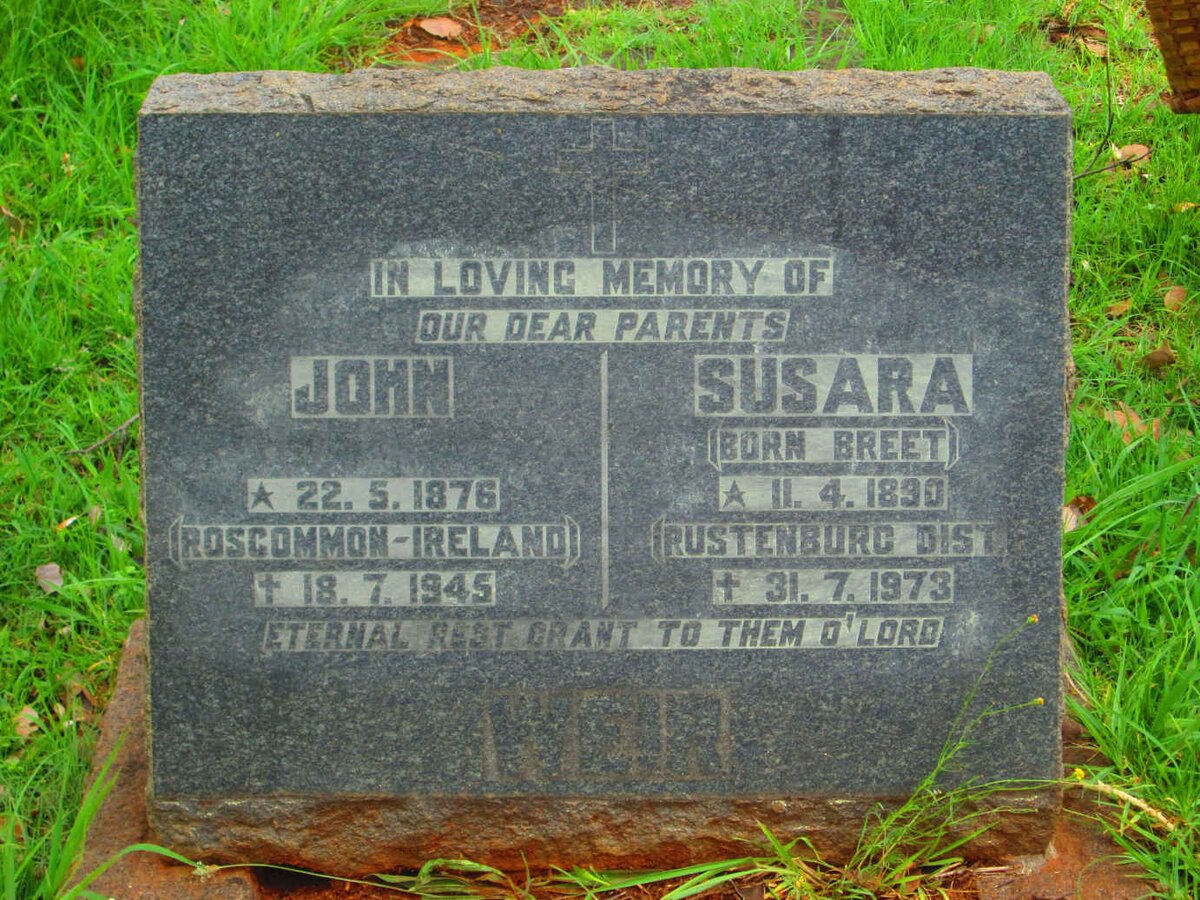 IN LOVING MEMORY OF
OUR DEAR PARENTS
JOHN
★ 22. 5. 1876
(ROSCOMMON-IRELAND)
✝ 18. 7. 1945
SUSARA
(BORN BREET)
★ 11. 4. 1890
(RUSTENBURG DIST
✝ 31. 7. 1973
ETERNAL REST GRANT TO THEM O'LORD
WEIR